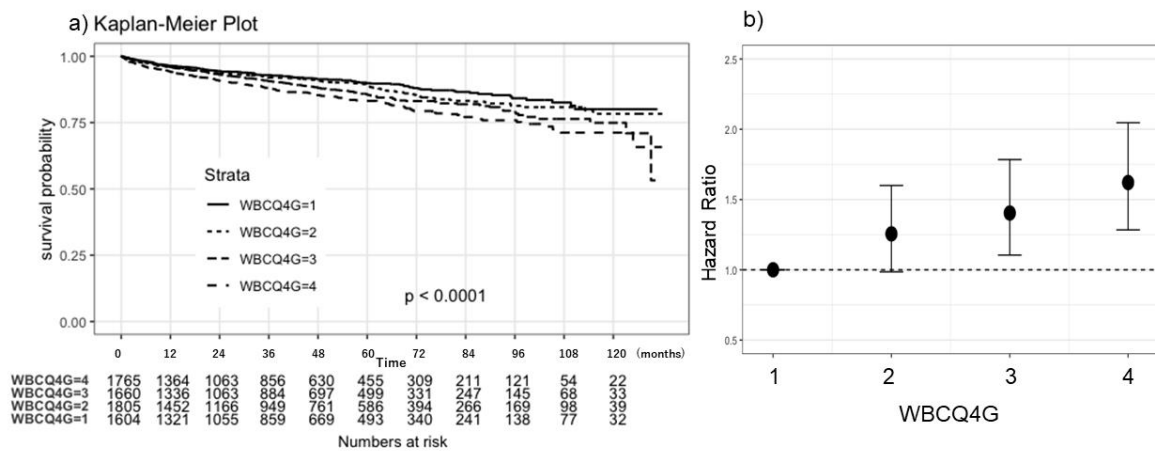 a) Kaplan-Meier Plot
survival probability
1.00
0.75
0.50
0.25
0.00
Strata
WBCQ4G=1
WBCQ4G=2
WBCQ4G=3
WBCQ4G=4
p < 0.0001
0 12 24 36 48 60 72 84 96 108 120 (months)
Time
WBCQ4G=4 1765 1364 1063 856 630 455 309 211 121 54 22
WBCQ4G=3 1660 1336 1063 884 697 499 331 247 145 68 33
WBCQ4G=2 1805 1452 1166 949 761 586 394 266 169 98 39
WBCQ4G=1 1604 1321 1055 859 669 493 340 241 138 77 32
Numbers at risk
b)
Hazard Ratio
2.5
2.0
1.5
1.0
0.5
1 2 3 4
WBCQ4G